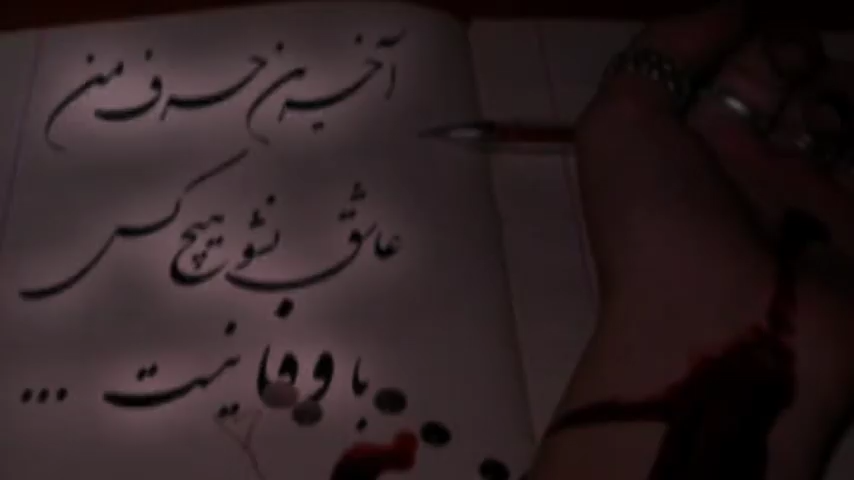 آخرین حرف من
عاشق نشو هیچ کس
با وفا نیست ...